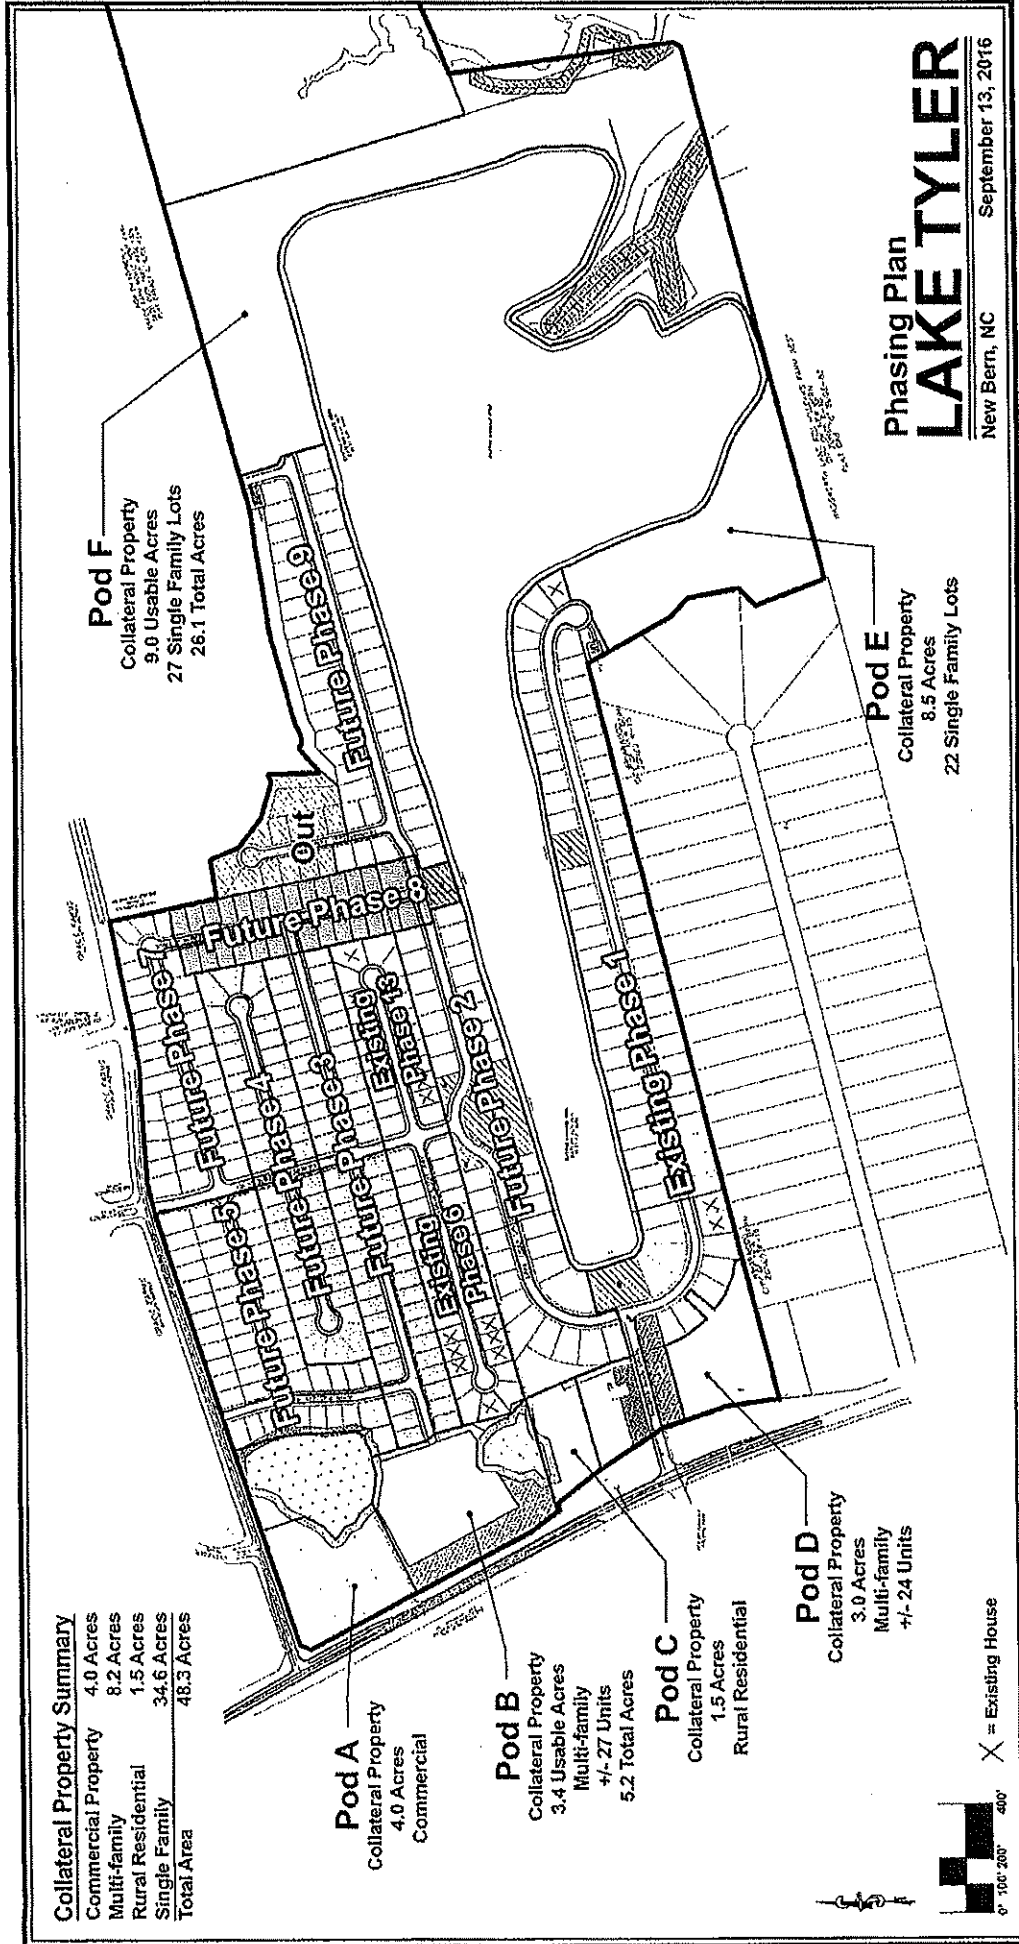 Collateral Property Summary
Commercial Property 4.0 Acres
Multi-family 8.2 Acres
Rural Residential 1.5 Acres
Single Family 34.6 Acres
Total Area 48.3 Acres
Pod A
Collateral Property
4.0 Acres
Commercial
Pod B
Collateral Property
3.4 Usable Acres
Multi-family
+/- 27 Units
5.2 Total Acres
Pod C
Collateral Property
1.5 Acres
Rural Residential
Pod D
Collateral Property
3.0 Acres
Multi-family
+/- 24 Units
Pod E
Collateral Property
8.5 Acres
22 Single Family Lots
Pod F
Collateral Property
9.0 Usable Acres
27 Single Family Lots
26.1 Total Acres
Future Phase 5
Future Phase 7
Future Phase 4
Future Phase 3
Future Phase 3
Existing
Phase 6
Existing
Phase 13
Future Phase 2
Existing Phase 1
Future Phase 8
Out
Future Phase 9
X = Existing House
0' 100' 200' 400'
Phasing Plan
LAKE TYLER
New Bern, NC September 13, 2016